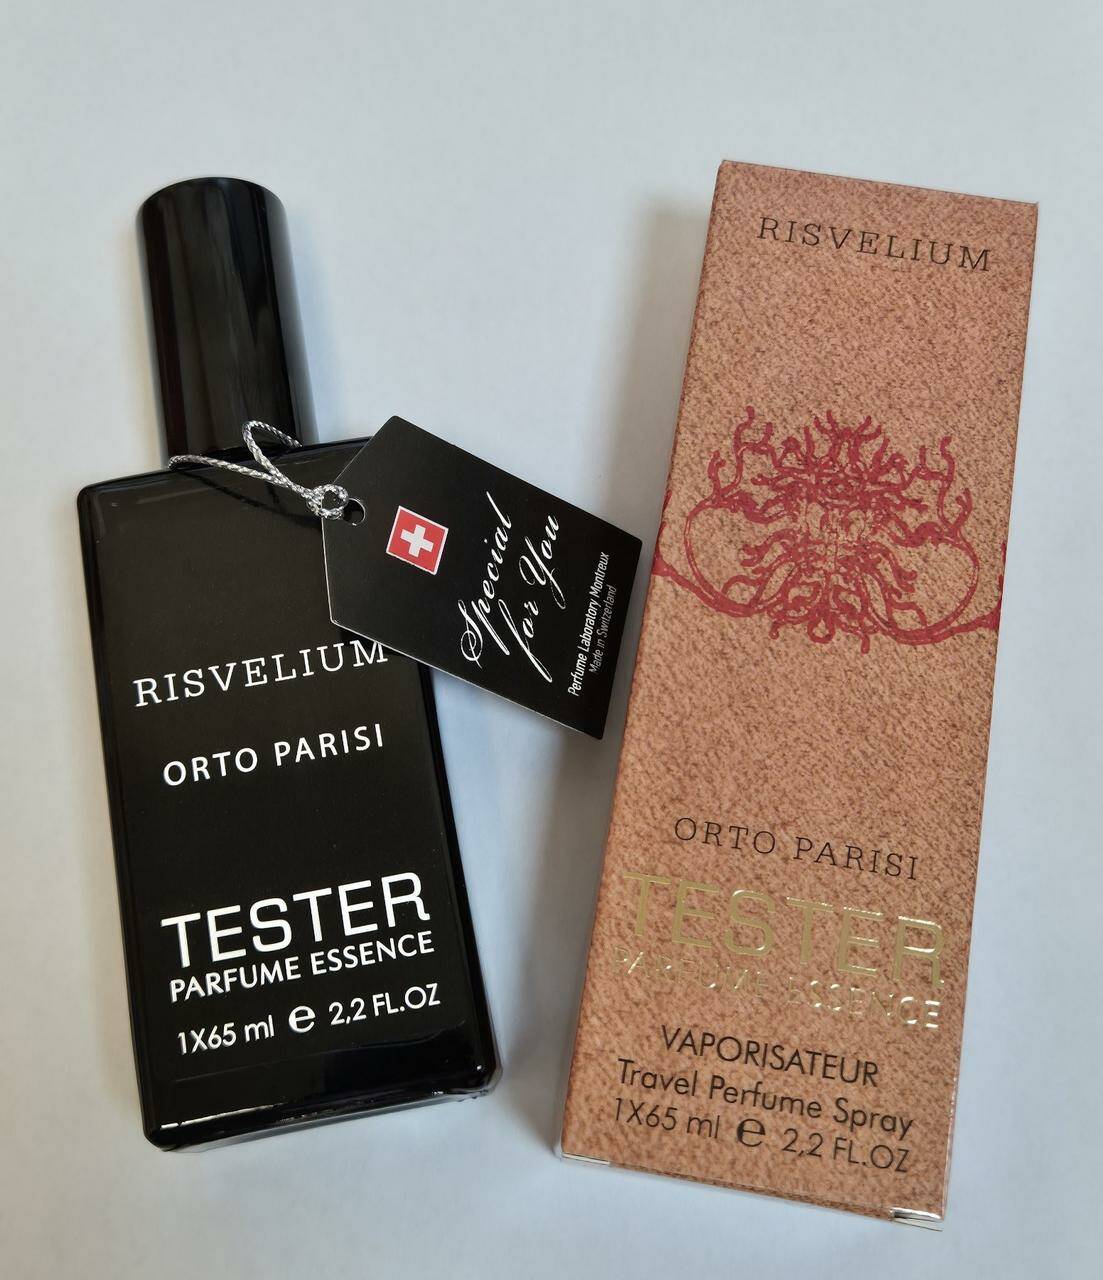 RISVELIUM
ORTO PARISI
TESTER
PARFUME ESSENCE
1X65 ml e 2,2 FL.OZ
Special
for You
Perfume Laboratory Montreux
Made in Switzerland
RISVELIUM
ORTO PARISI
TESTER
PARFUME ESSENCE
VAPORISATEUR
Travel Perfume Spray
1X65 ml e 2,2 FL.OZ